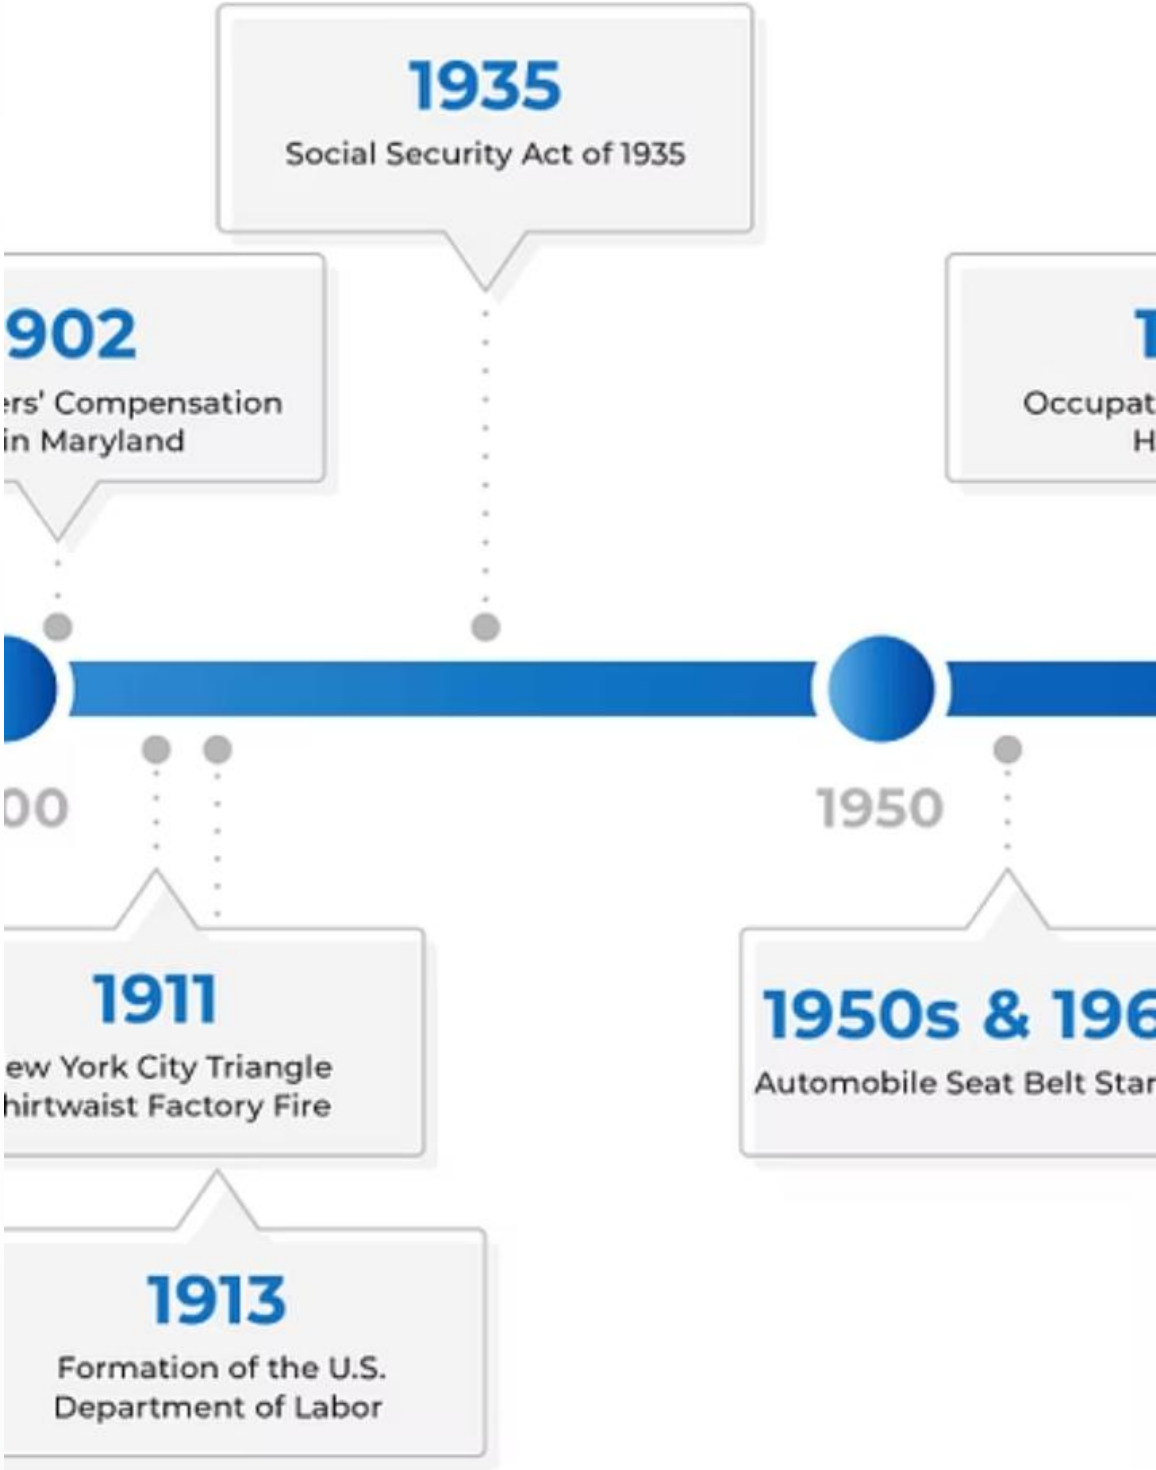 1935
Social Security Act of 1935
902
ers' Compensation
in Maryland
1
Occupat
H
00
1950
1911
ew York City Triangle
hirtwaist Factory Fire
1950s & 196
Automobile Seat Belt Star
1913
Formation of the U.S.
Department of Labor